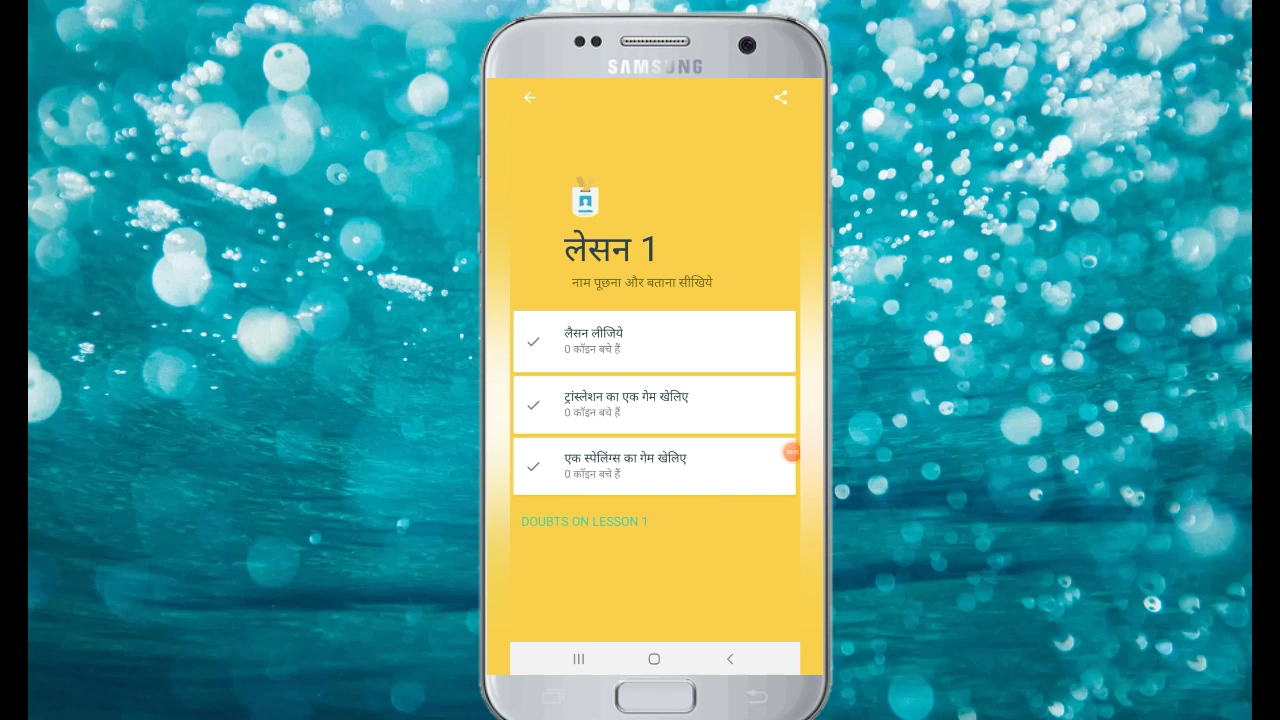 SAMSUNG
लेसन 1
नाम पूछना और बताना सीखिये
लैसन लीजिये
0 कॉइन बचे हैं
ट्रांस्लेशन का एक गेम खेलिए
0 कॉइन बचे हैं
एक स्पेलिंग्स का गेम खेलिए
0 कॉइन बचे हैं
DOUBTS ON LESSON 1